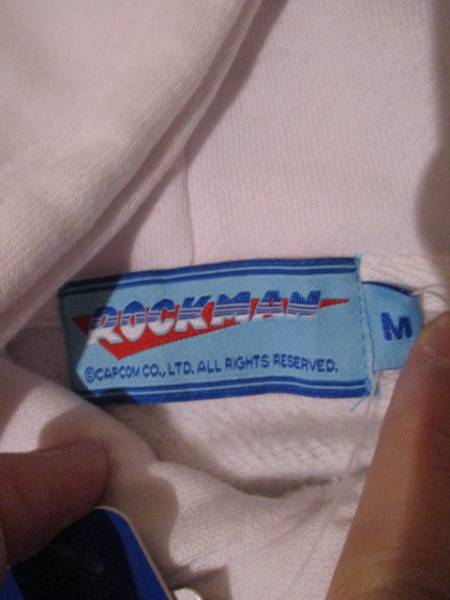 ROCKMAN
©CAPCOM CO., LTD. ALL RIGHTS RESERVED.
M